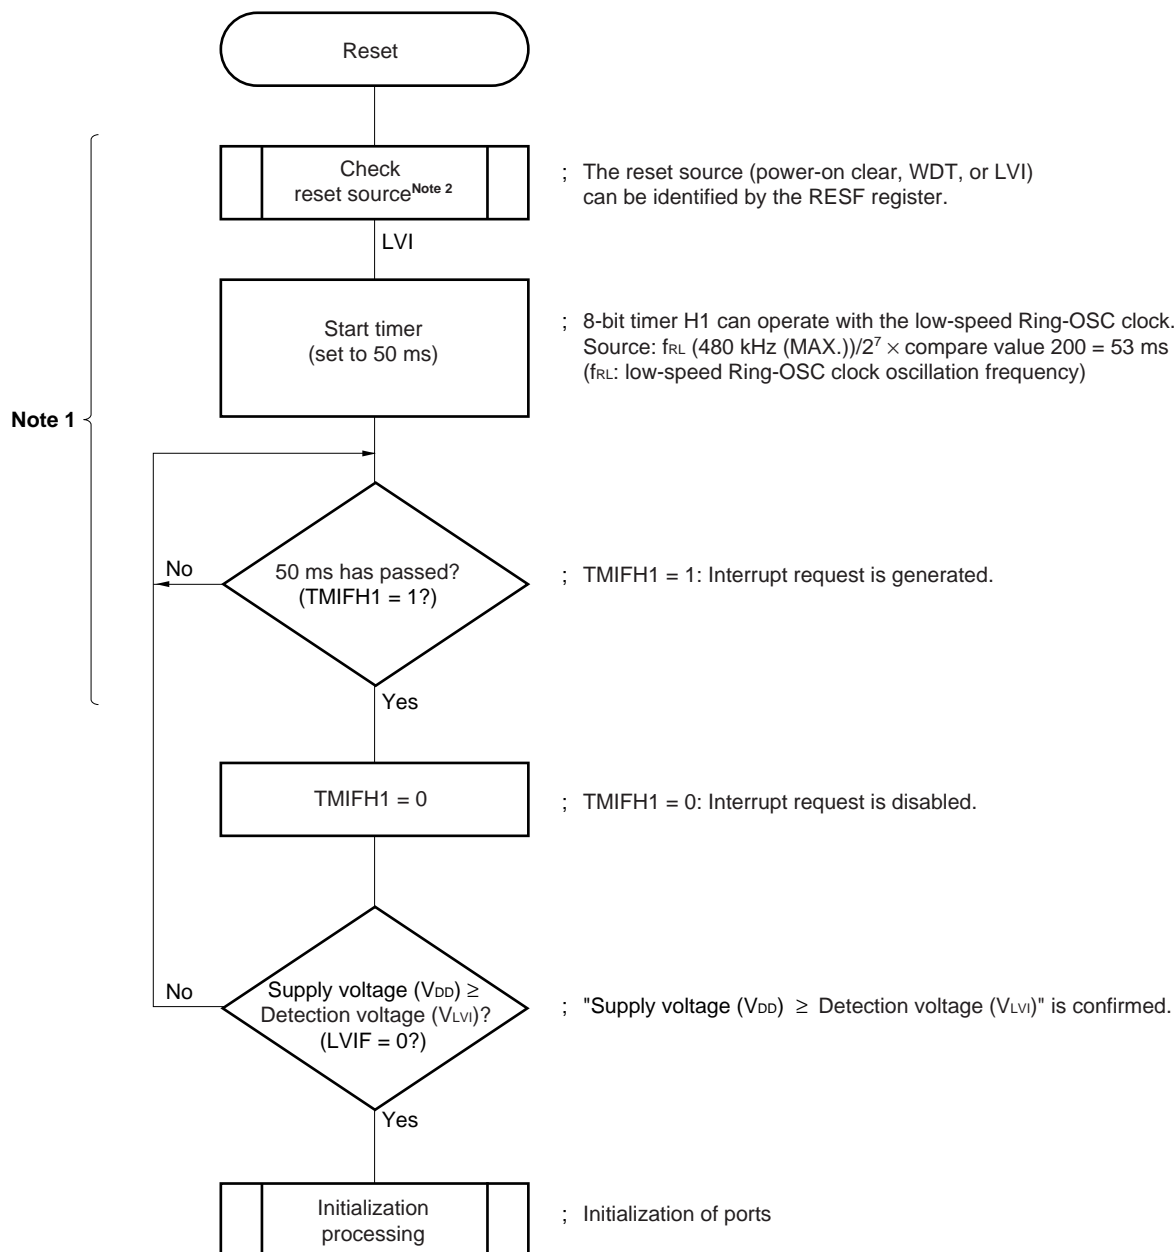 Reset
Check
reset source Note 2
; The reset source (power-on clear, WDT, or LVI)
can be identified by the RESF register.
LVI
Start timer
(set to 50 ms)
; 8-bit timer H1 can operate with the low-speed Ring-OSC clock.
Source: fRL (480 kHz (MAX.))/2⁷ × compare value 200 = 53 ms
(fRL: low-speed Ring-OSC clock oscillation frequency)
Note 1
No
50 ms has passed?
(TMIFH1 = 1?)
; TMIFH1 = 1: Interrupt request is generated.
Yes
TMIFH1 = 0
; TMIFH1 = 0: Interrupt request is disabled.
No
Supply voltage (VDD) ≥
Detection voltage (VLVI)?
(LVIF = 0?)
; "Supply voltage (VDD) ≥ Detection voltage (VLVI)" is confirmed.
Yes
Initialization
processing
; Initialization of ports